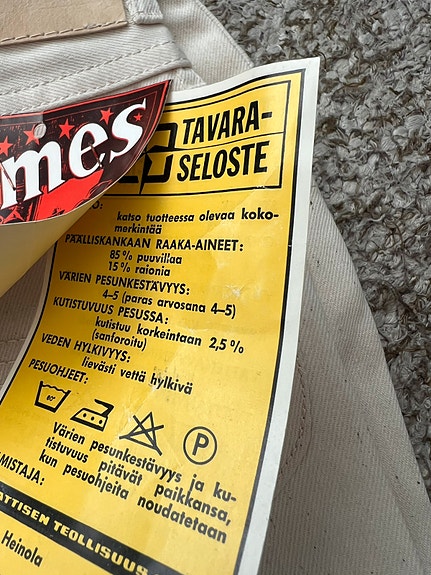 mes
TAVARA-
SELOSTE
katso tuotteessa olevaa koko-
merkintää
PÄÄLLISKANKAAN RAAKA-AINEET:
85 % puuvillaa
15 % raionia
VÄRIEN PESUNKESTÄVYYS:
4–5 (paras arvosana 4–5)
KUTISTUVUUS PESUSSA:
kutistuu korkeintaan 2,5 %
(sanforoitu)
VEDEN HYLKIVYYS:
lievästi vettä hylkivä
PESUOHJEET:
60° P
Värien pesunkestävyys ja ku-
tistuvuus pitävät paikkansa,
kun pesuohjeita noudatetaan
MISTAJA:
ATTISEN TEOLLISUUS
Heinola